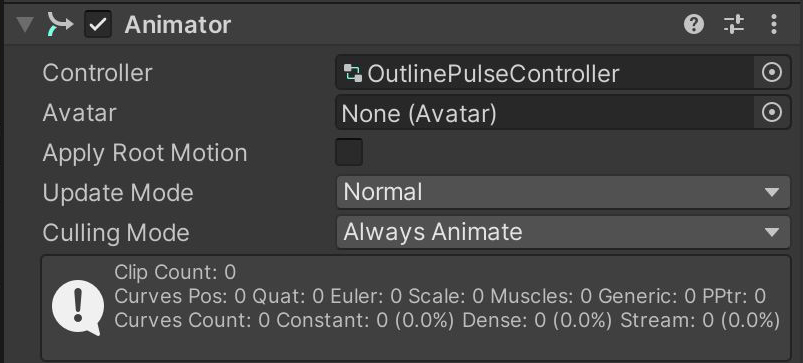 Animator
Controller OutlinePulseController
Avatar None (Avatar)
Apply Root Motion
Update Mode Normal
Culling Mode Always Animate
Clip Count: 0
Curves Pos: 0 Quat: 0 Euler: 0 Scale: 0 Muscles: 0 Generic: 0 PPtr: 0
Curves Count: 0 Constant: 0 (0.0%) Dense: 0 (0.0%) Stream: 0 (0.0%)